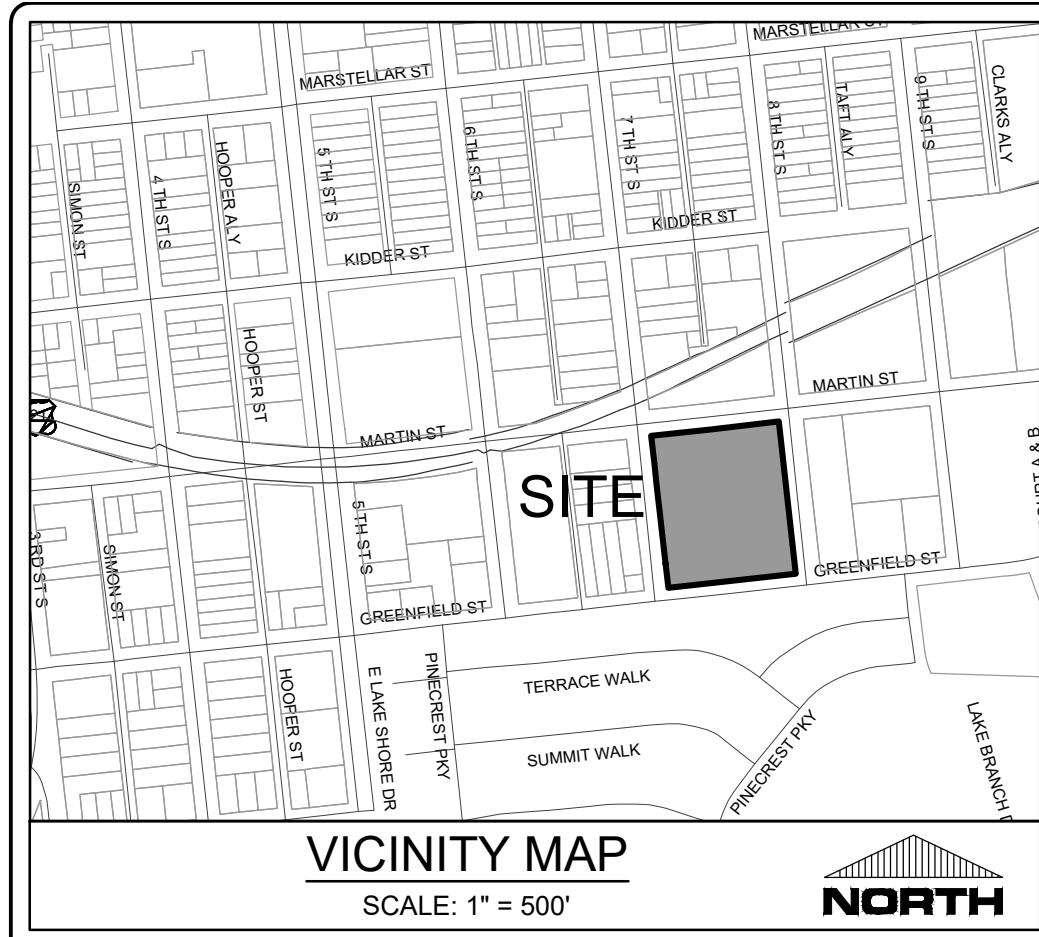 MARSTELLAR ST
MARSTELLAR ST
CLARKS ALY
9 TH ST S
TAFT ALY
8 TH ST S
7 TH ST S
6 TH ST S
5 TH ST S
HOOPER ALY
4 TH ST S
SIMON ST
KIDDER ST
KIDDER ST
HOOPER ST
MARTIN ST
MARTIN ST
SITE
5 TH ST S
3 RD ST S
SIMON ST
GREENFIELD ST
GREENFIELD ST
HOOPER ST
E LAKE SHORE DR
PINECREST PKY
TERRACE WALK
SUMMIT WALK
PINECREST PKY
LAKE BRANCH
VICINITY MAP
SCALE: 1" = 500'
NORTH